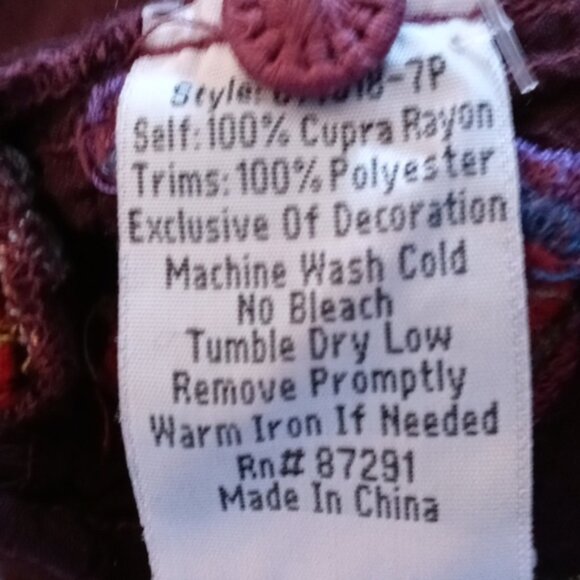 Style:
Self: 100% Cupra Rayon
Trims: 100% Polyester
Exclusive Of Decoration
Machine Wash Cold
No Bleach
Tumble Dry Low
Remove Promptly
Warm Iron If Needed
Rn# 87291
Made In China